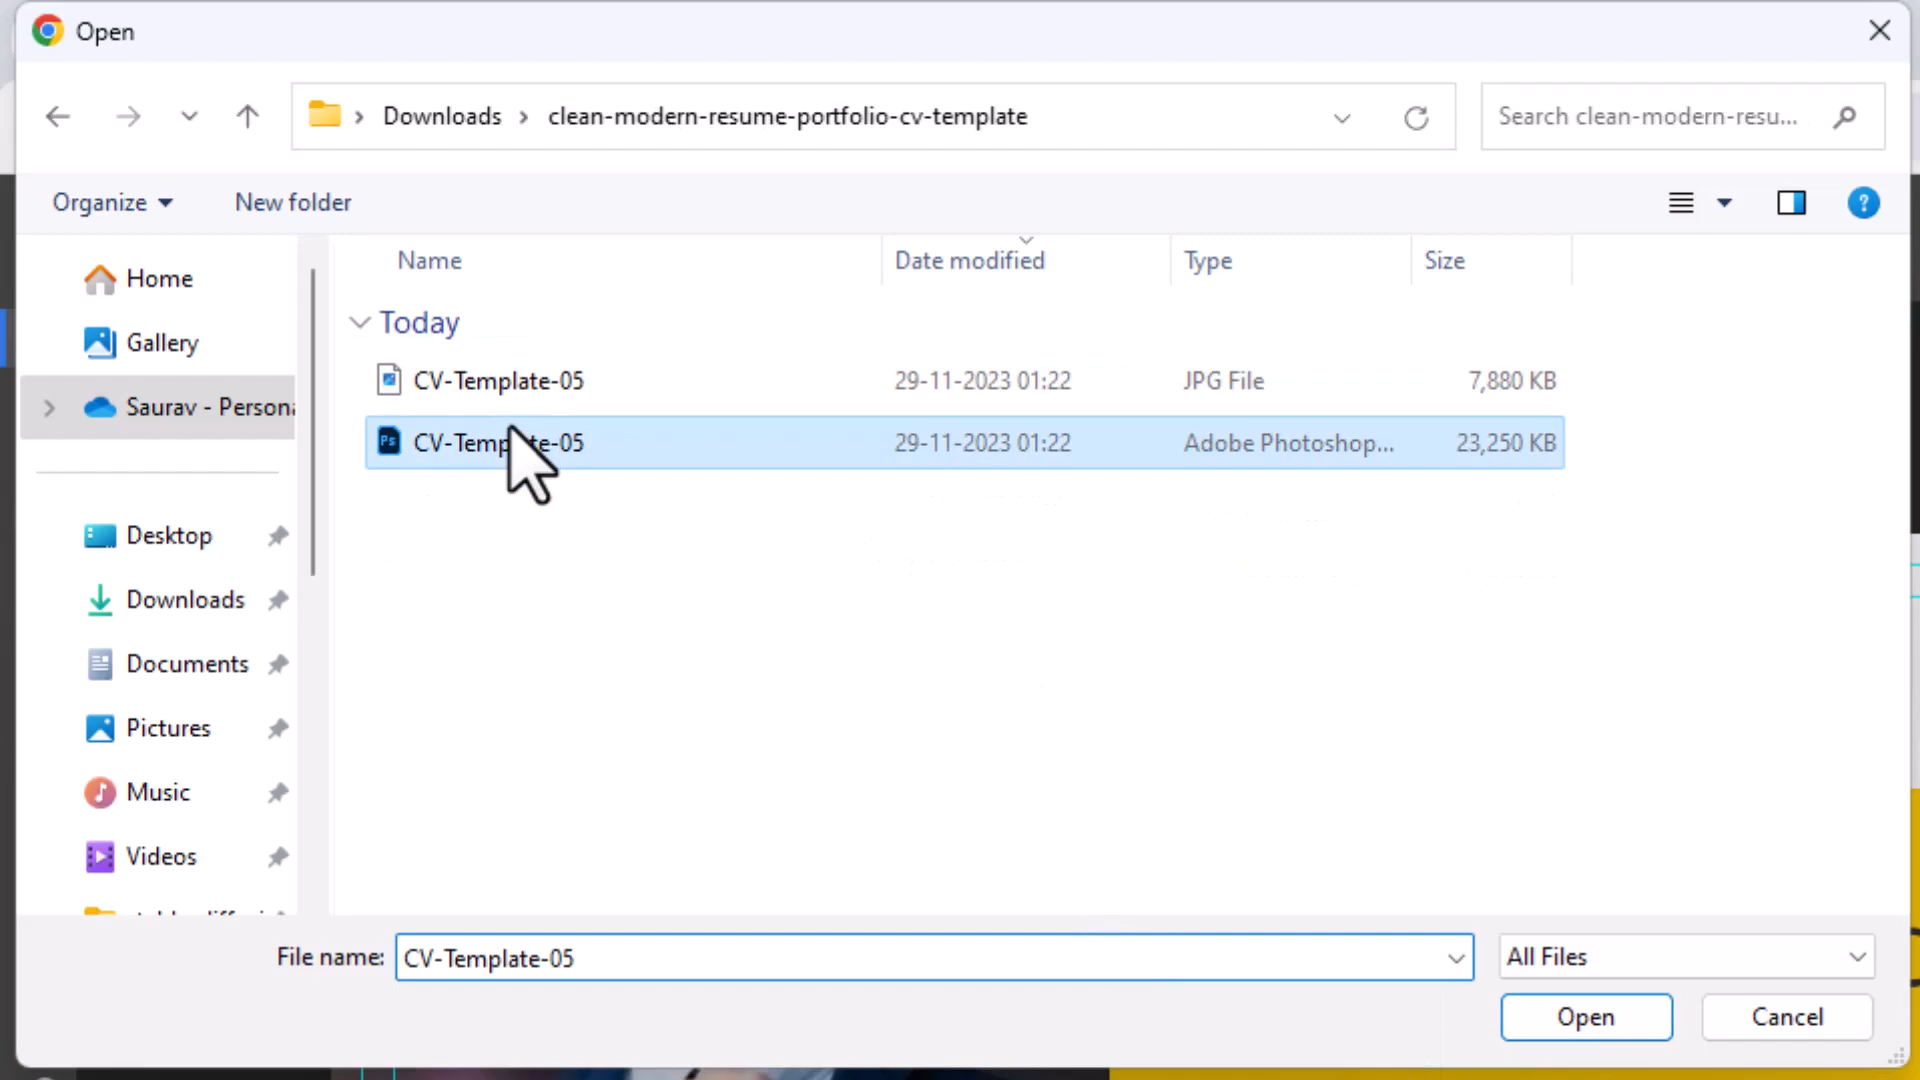 Open
Downloads > clean-modern-resume-portfolio-cv-template
Search clean-modern-resu...
Organize
New folder
?
Name
Date modified
Type
Size
Home
Gallery
Saurav - Persona
Desktop
Downloads
Documents
Pictures
Music
Videos
Today
CV-Template-05
29-11-2023 01:22
JPG File
7,880 KB
Ps
CV-Template-05
29-11-2023 01:22
Adobe Photoshop...
23,250 KB
File name:
CV-Template-05
All Files
Open
Cancel